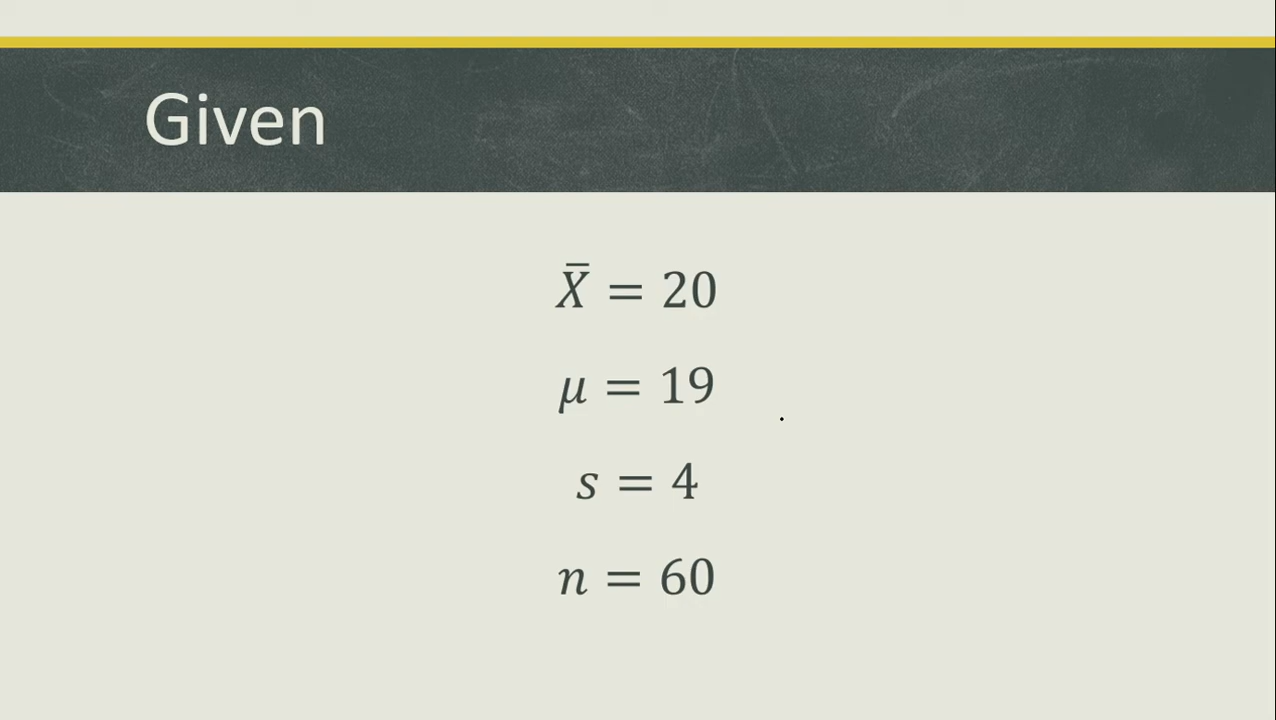 Given
X̄ = 20
μ = 19
s = 4
n = 60